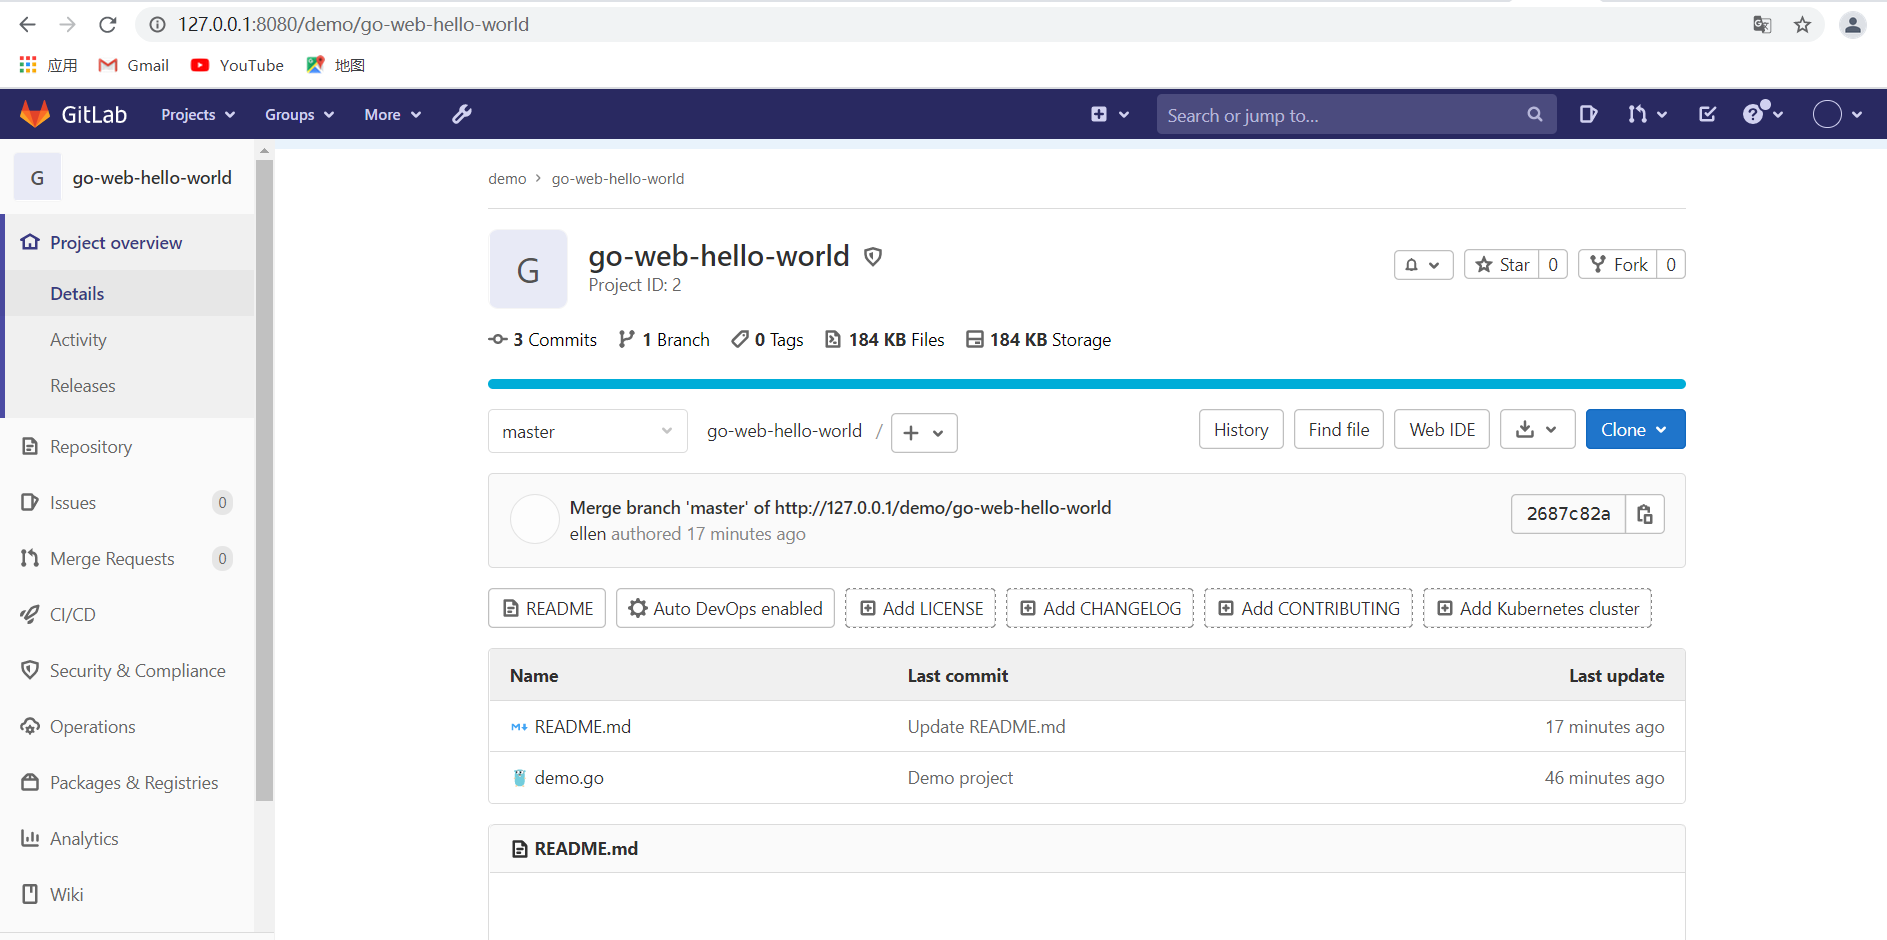 127.0.0.1:8080/demo/go-web-hello-world
应用 Gmail YouTube 地图
GitLab Projects Groups More Search or jump to...
G go-web-hello-world
Project overview
Details
Activity
Releases
Repository
Issues 0
Merge Requests 0
CI/CD
Security & Compliance
Operations
Packages & Registries
Analytics
Wiki
demo > go-web-hello-world
G
go-web-hello-world
Project ID: 2
Star 0 Fork 0
3 Commits 1 Branch 0 Tags 184 KB Files 184 KB Storage
master go-web-hello-world / + History Find file Web IDE Clone
Merge branch 'master' of http://127.0.0.1/demo/go-web-hello-world
ellen authored 17 minutes ago
2687c82a
README Auto DevOps enabled Add LICENSE Add CHANGELOG Add CONTRIBUTING Add Kubernetes cluster
Name Last commit Last update
README.md Update README.md 17 minutes ago
demo.go Demo project 46 minutes ago
README.md